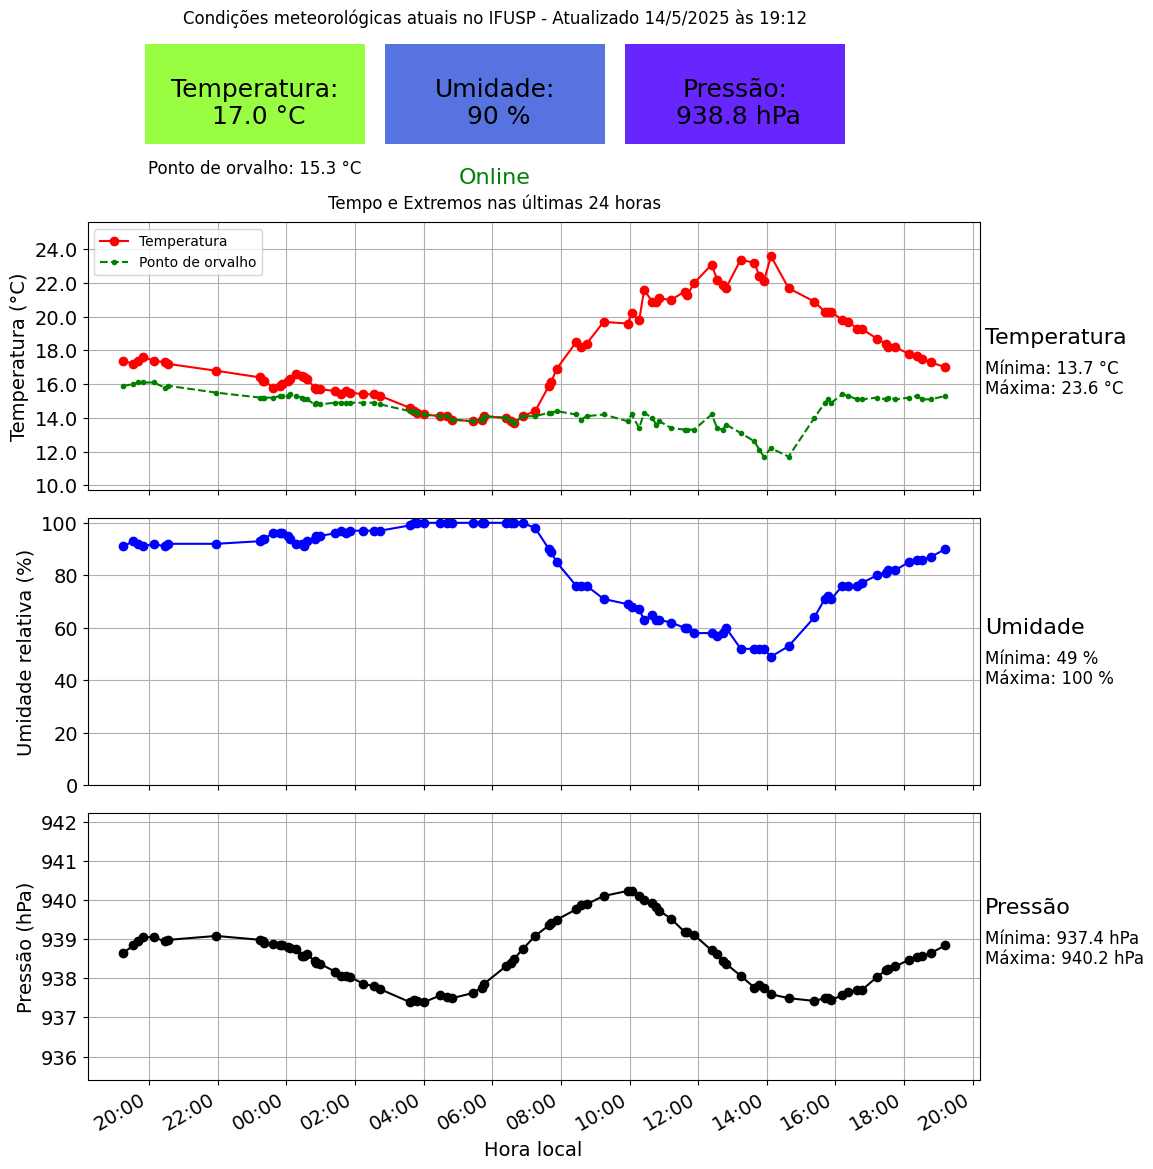 Condições meteorológicas atuais no IFUSP - Atualizado 14/5/2025 às 19:12
Temperatura:
17.0 °C
Umidade:
90 %
Pressão:
938.8 hPa
Ponto de orvalho: 15.3 °C
Online
Tempo e Extremos nas últimas 24 horas
Temperatura (°C)
24.0
22.0
20.0
18.0
16.0
14.0
12.0
10.0
Temperatura
Ponto de orvalho
Temperatura
Mínima: 13.7 °C
Máxima: 23.6 °C
Umidade relativa (%)
100
80
60
40
20
0
Umidade
Mínima: 49 %
Máxima: 100 %
Pressão (hPa)
942
941
940
939
938
937
936
Pressão
Mínima: 937.4 hPa
Máxima: 940.2 hPa
20:00 22:00 00:00 02:00 04:00 06:00 08:00 10:00 12:00 14:00 16:00 18:00 20:00
Hora local